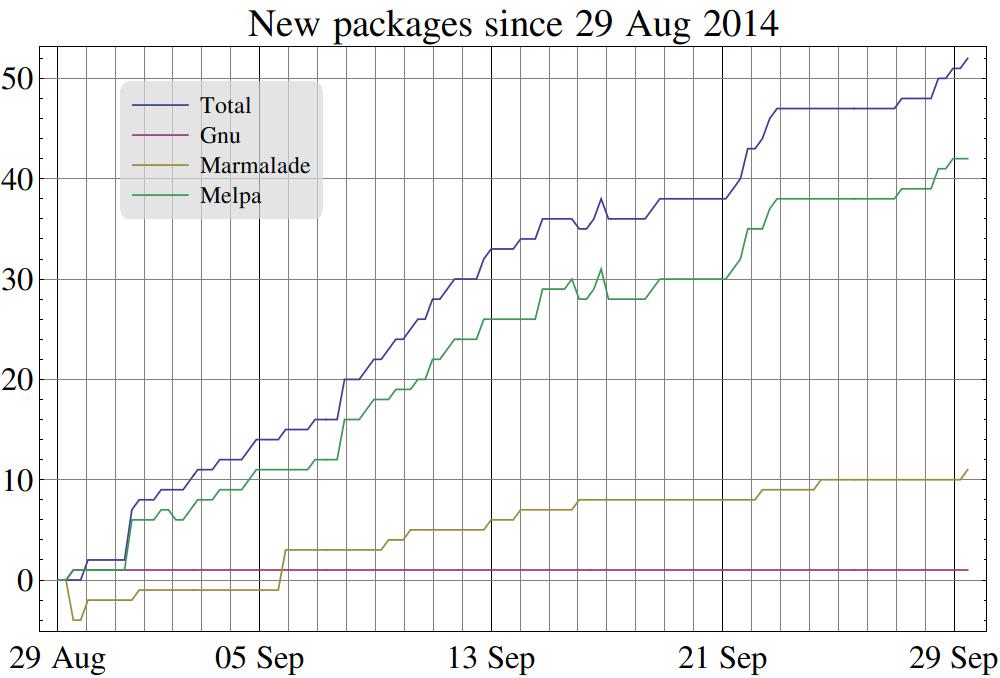 New packages since 29 Aug 2014
50
40
30
20
10
0
Total
Gnu
Marmalade
Melpa
29 Aug 05 Sep 13 Sep 21 Sep 29 Sep